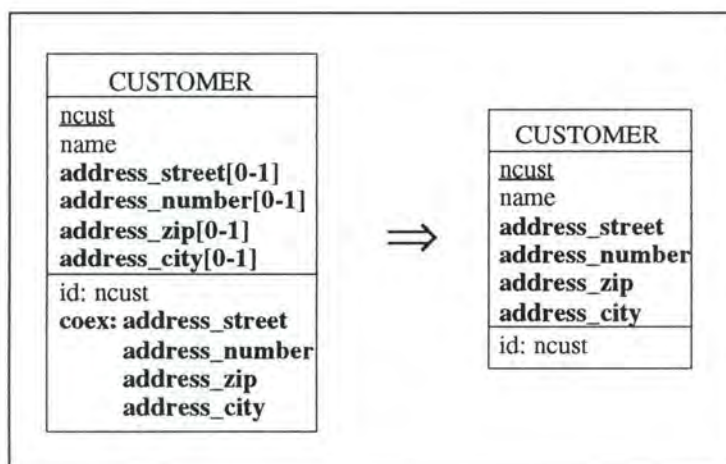 CUSTOMER
ncust
name
address_street[0-1]
address_number[0-1]
address_zip[0-1]
address_city[0-1]
id: ncust
coex: address_street
address_number
address_zip
address_city
⇒
CUSTOMER
ncust
name
address_street
address_number
address_zip
address_city
id: ncust